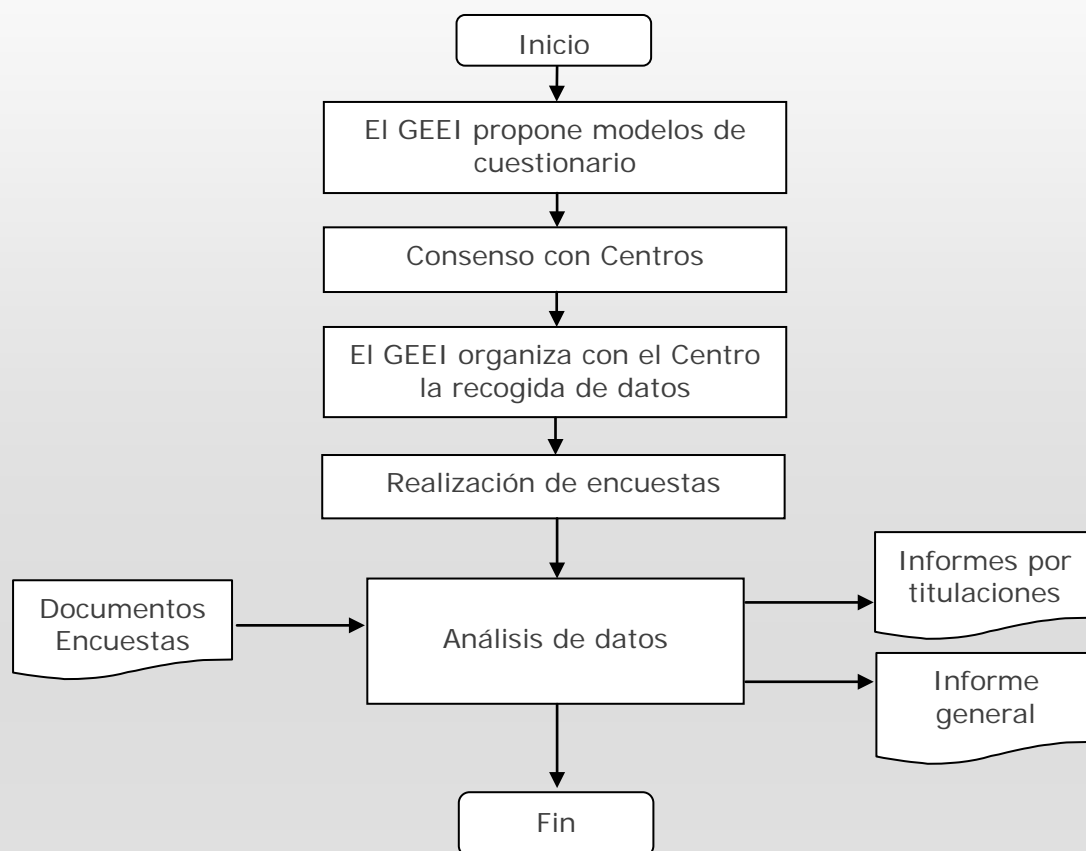 Inicio
El GEEI propone modelos de
cuestionario
Consenso con Centros
El GEEI organiza con el Centro
la recogida de datos
Realización de encuestas
Documentos
Encuestas
Análisis de datos
Informes por
titulaciones
Informe
general
Fin